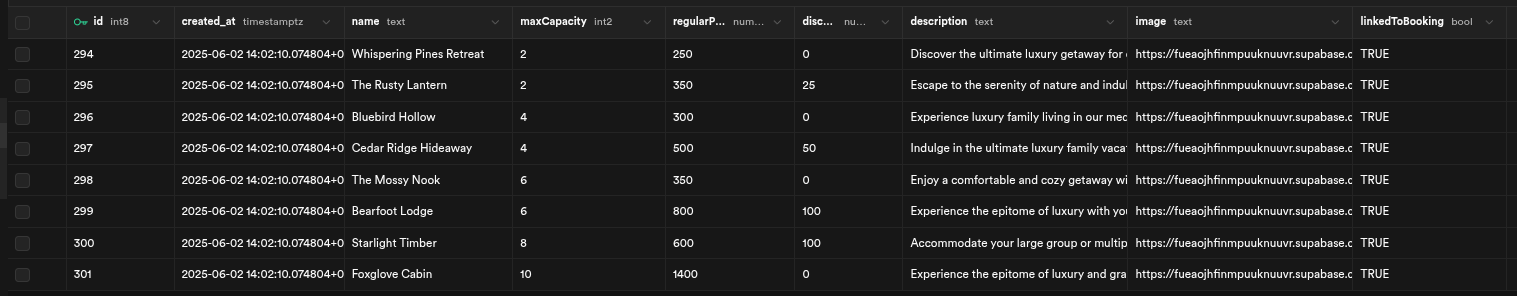 id int8 created_at timestamptz name text maxCapacity int2 regularP... num... disc... nu... description text image text linkedToBooking bool
294 2025-06-02 14:02:10.074804+0 Whispering Pines Retreat 2 250 0 Discover the ultimate luxury getaway for https://fueaojhfinmpuuknuuvr.supabase.c TRUE
295 2025-06-02 14:02:10.074804+0 The Rusty Lantern 2 350 25 Escape to the serenity of nature and indul https://fueaojhfinmpuuknuuvr.supabase.c TRUE
296 2025-06-02 14:02:10.074804+0 Bluebird Hollow 4 300 0 Experience luxury family living in our med https://fueaojhfinmpuuknuuvr.supabase.c TRUE
297 2025-06-02 14:02:10.074804+0 Cedar Ridge Hideaway 4 500 50 Indulge in the ultimate luxury family vaca https://fueaojhfinmpuuknuuvr.supabase.c TRUE
298 2025-06-02 14:02:10.074804+0 The Mossy Nook 6 350 0 Enjoy a comfortable and cozy getaway wi https://fueaojhfinmpuuknuuvr.supabase.c TRUE
299 2025-06-02 14:02:10.074804+0 Bearfoot Lodge 6 800 100 Experience the epitome of luxury with you https://fueaojhfinmpuuknuuvr.supabase.c TRUE
300 2025-06-02 14:02:10.074804+0 Starlight Timber 8 600 100 Accommodate your large group or multip https://fueaojhfinmpuuknuuvr.supabase.c TRUE
301 2025-06-02 14:02:10.074804+0 Foxglove Cabin 10 1400 0 Experience the epitome of luxury and gra https://fueaojhfinmpuuknuuvr.supabase.c TRUE